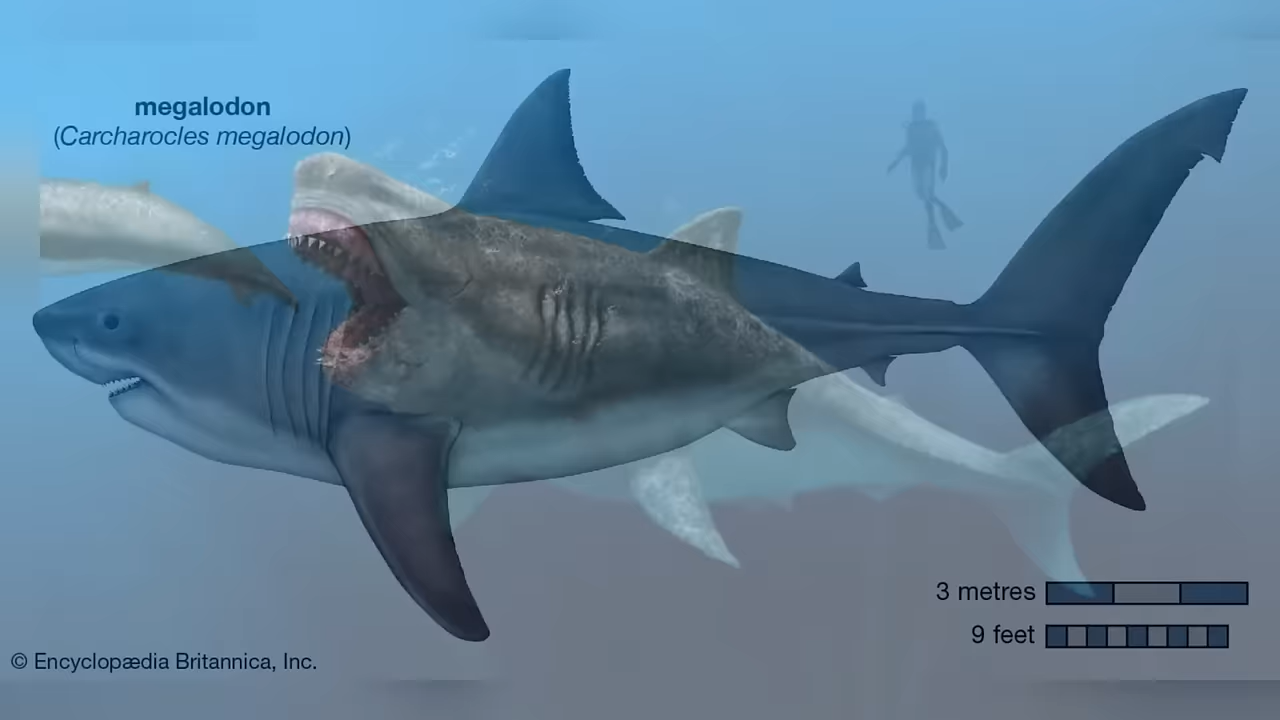 megalodon
(Carcharocles megalodon)
3 metres
9 feet
© Encyclopædia Britannica, Inc.